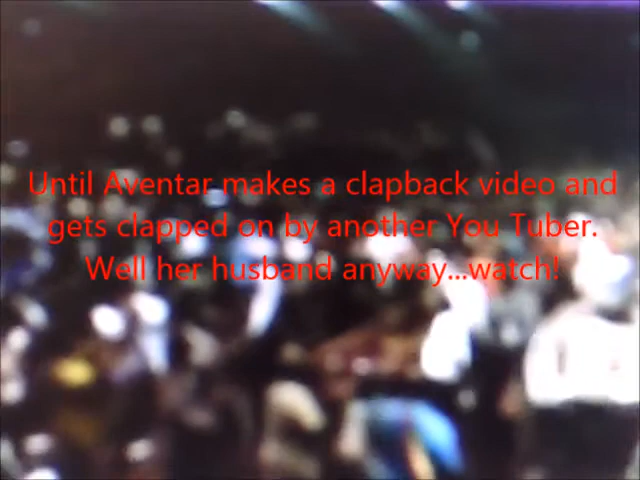 Until Aventar makes a clapback video and
gets clapped on by another You Tuber.
Well her husband anyway...watch!